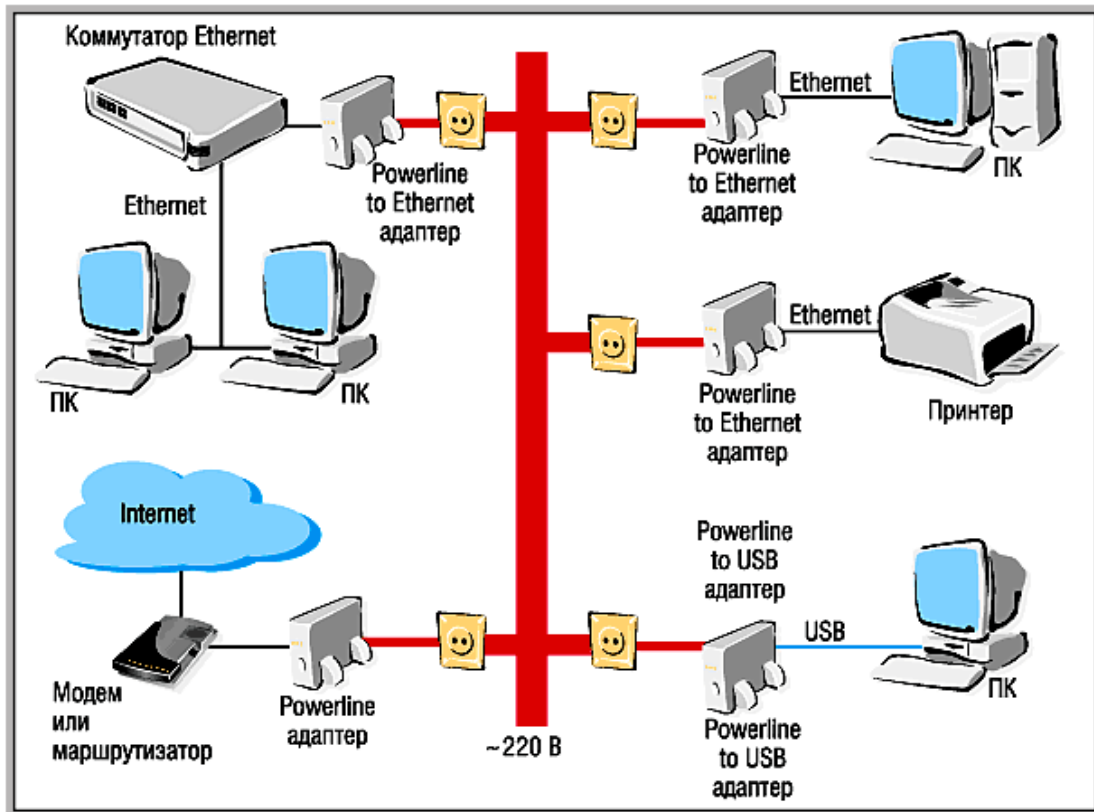 Коммутатор Ethernet
Powerline
to Ethernet
адаптер
Ethernet
ПК
ПК
Powerline
to Ethernet
адаптер
Ethernet
ПК
Powerline
to Ethernet
адаптер
Ethernet
Принтер
Internet
Модем
или
маршрутизатор
Powerline
адаптер
~220 В
Powerline
to USB
адаптер
USB
ПК
Powerline
to USB
адаптер